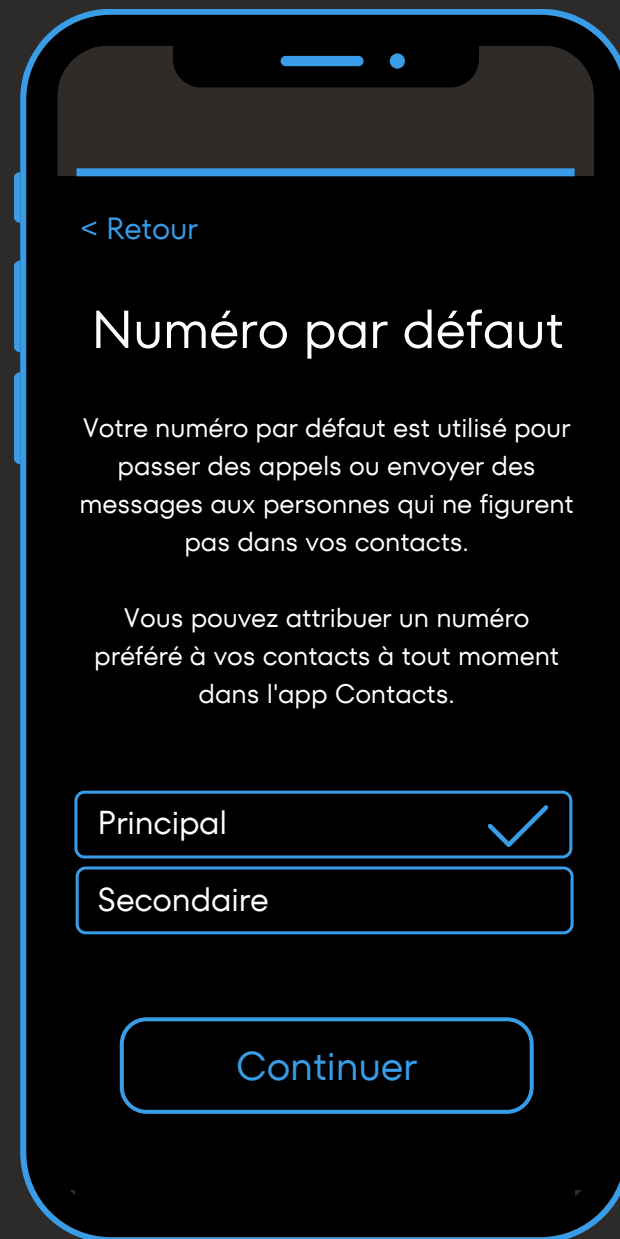 < Retour
Numéro par défaut
Votre numéro par défaut est utilisé pour
passer des appels ou envoyer des
messages aux personnes qui ne figurent
pas dans vos contacts.
Vous pouvez attribuer un numéro
préféré à vos contacts à tout moment
dans l'app Contacts.
Principal
Secondaire
Continuer